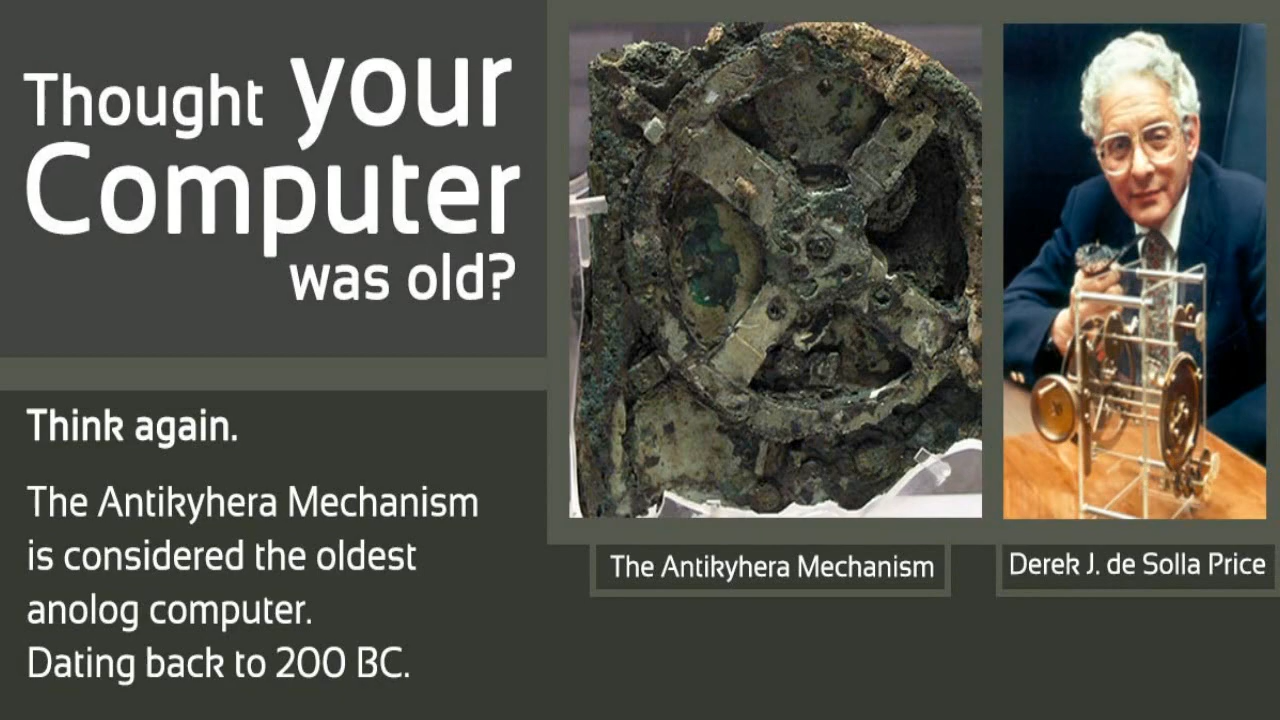 Thought your
Computer
was old?
Think again.
The Antikyhera Mechanism
is considered the oldest
anolog computer.
Dating back to 200 BC.
The Antikyhera Mechanism
Derek J. de Solla Price